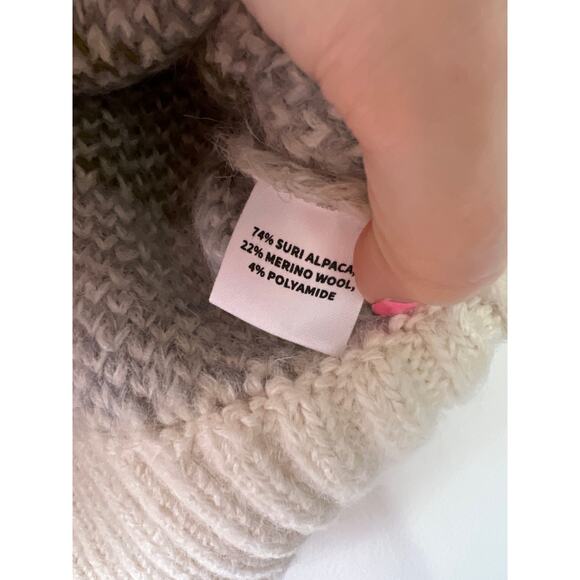 74% SURI ALPACA,
22% MERINO WOOL,
4% POLYAMIDE